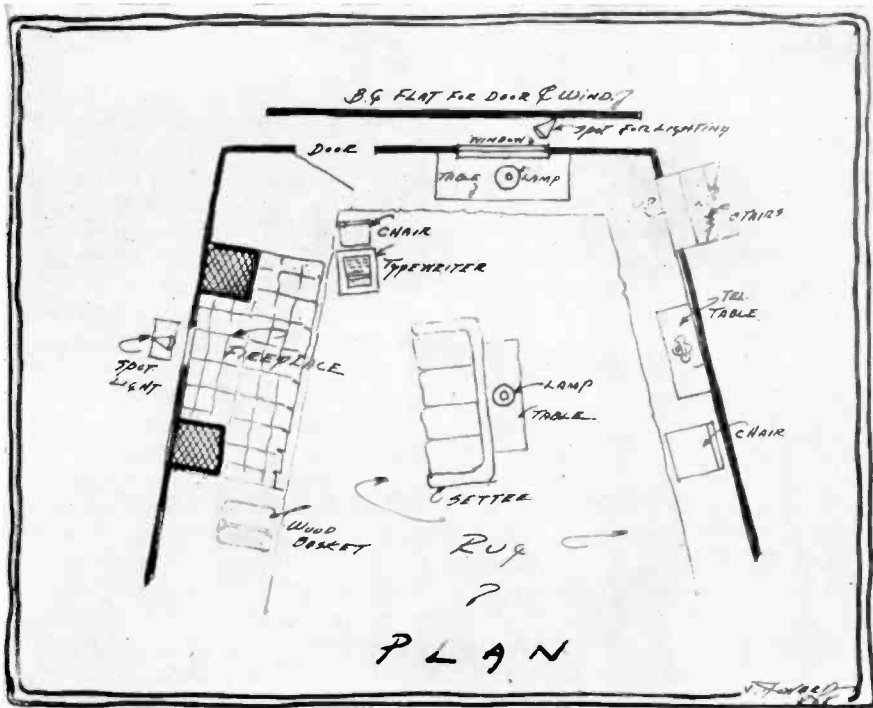 B.G FLAT FOR DOOR & WIND.
SPOT FOR LIGHTING
WINDOW
DOOR
TABLE
LAMP
UP
STAIRS
CHAIR
TYPEWRITER
TEL.
TABLE
FIREPLACE
SPOT
LIGHT
LAMP
TABLE
CHAIR
SETTEE
WOOD
BASKET
RUG
PLAN